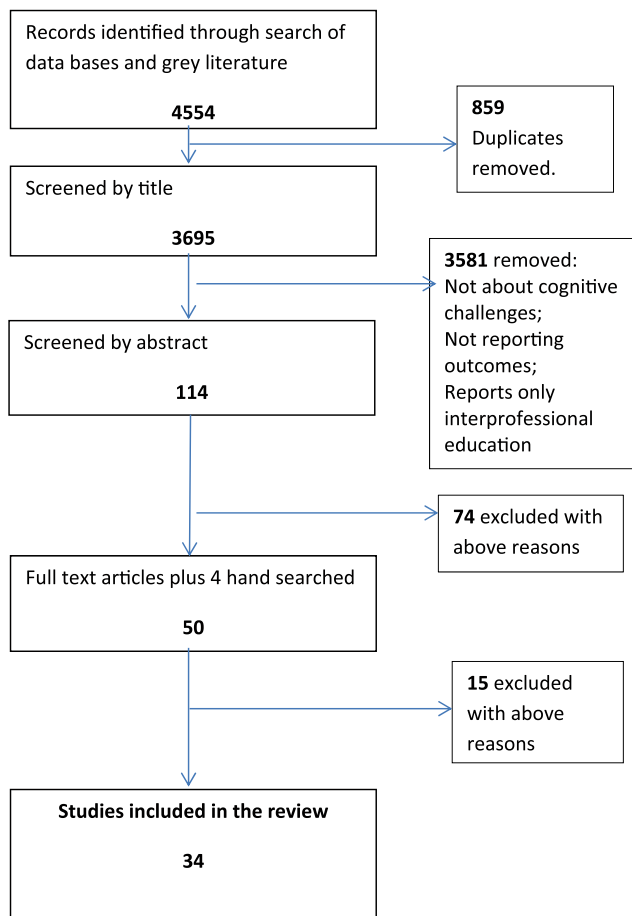 Records identified through search of
data bases and grey literature
4554
859
Duplicates
removed.
Screened by title
3695
3581 removed:
Not about cognitive
challenges;
Not reporting
outcomes;
Reports only
interprofessional
education
Screened by abstract
114
74 excluded with
above reasons
Full text articles plus 4 hand searched
50
15 excluded
with above
reasons
Studies included in the review
34